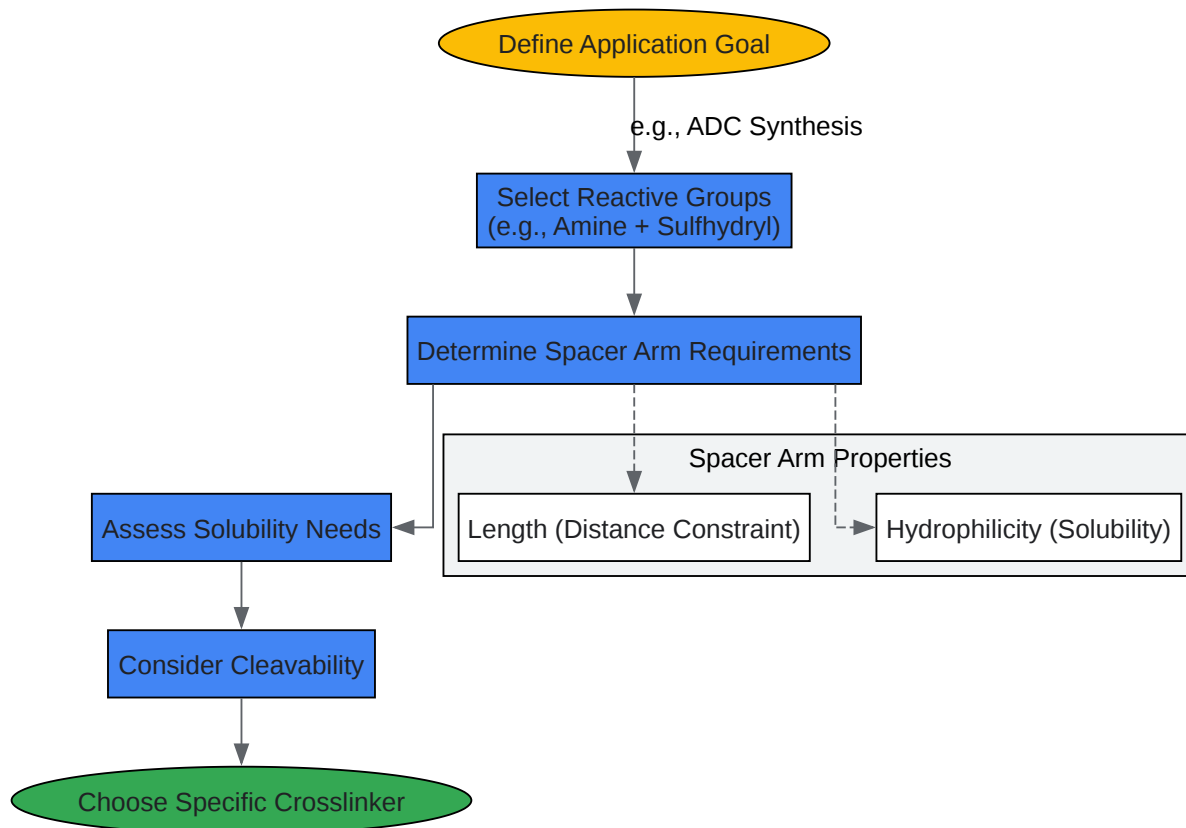 Define Application Goal
e.g., ADC Synthesis
Select Reactive Groups
(e.g., Amine + Sulfhydryl)
Determine Spacer Arm Requirements
Spacer Arm Properties
Assess Solubility Needs
Length (Distance Constraint)
Hydrophilicity (Solubility)
Consider Cleavability
Choose Specific Crosslinker